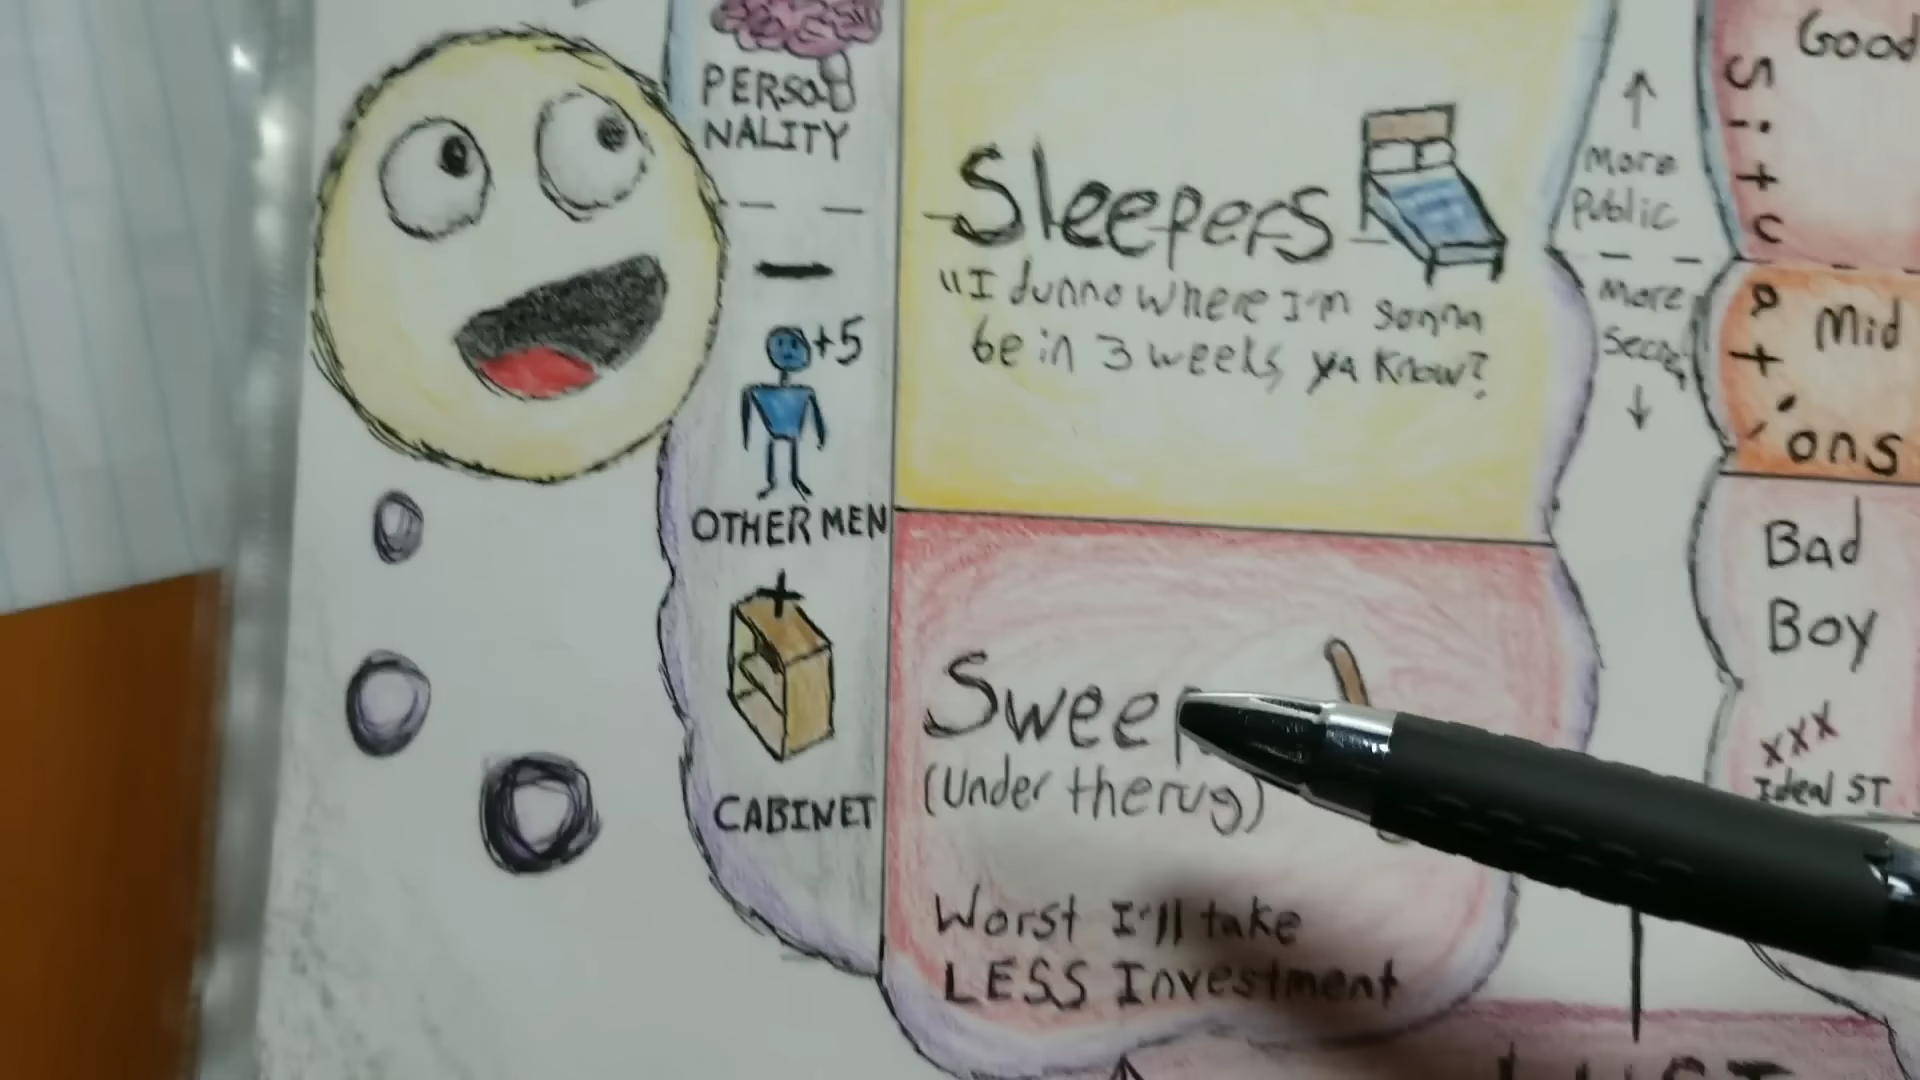 PERSO
NALITY
+5
OTHER MEN
CABINET
Sleepers
"I dunno where I'm gonna
be in 3 weeks, ya know?
Swee
(Under the rug)
Worst I'll take
LESS Investment
More
Public
More
Good
Mid
ons
Bad
Boy
XXX
Ideal ST